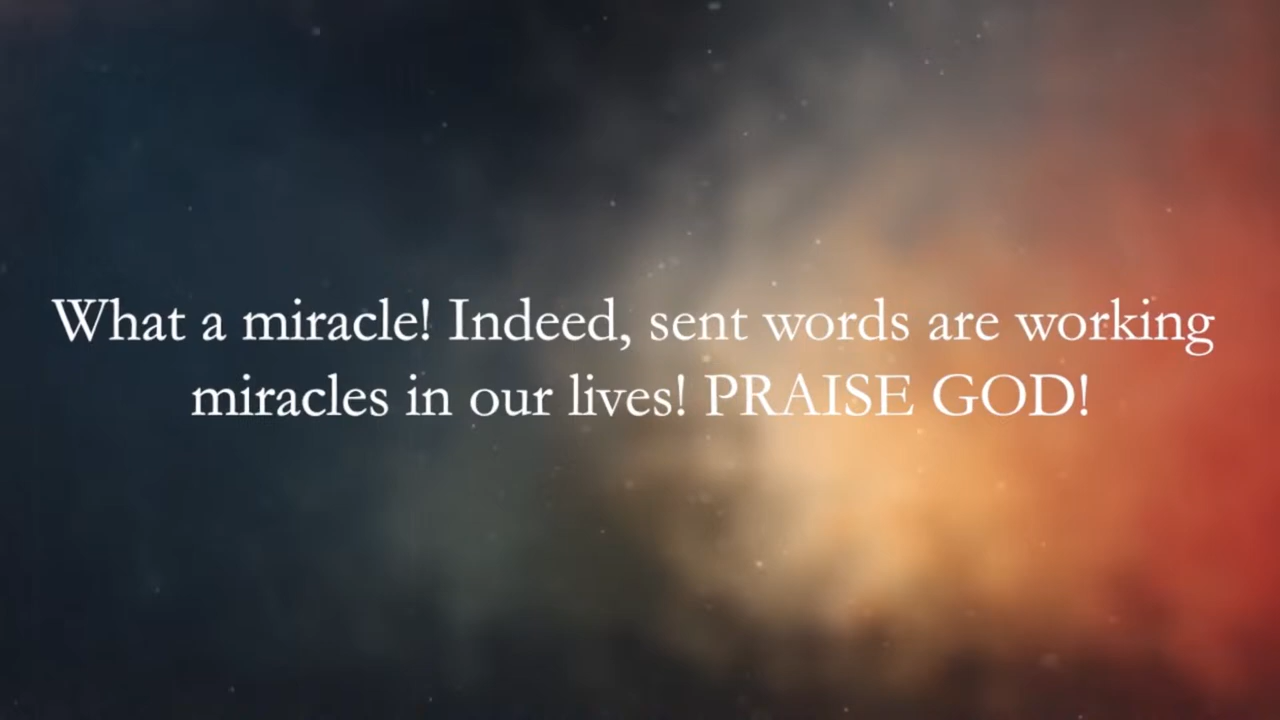 What a miracle! Indeed, sent words are working
miracles in our lives! PRAISE GOD!